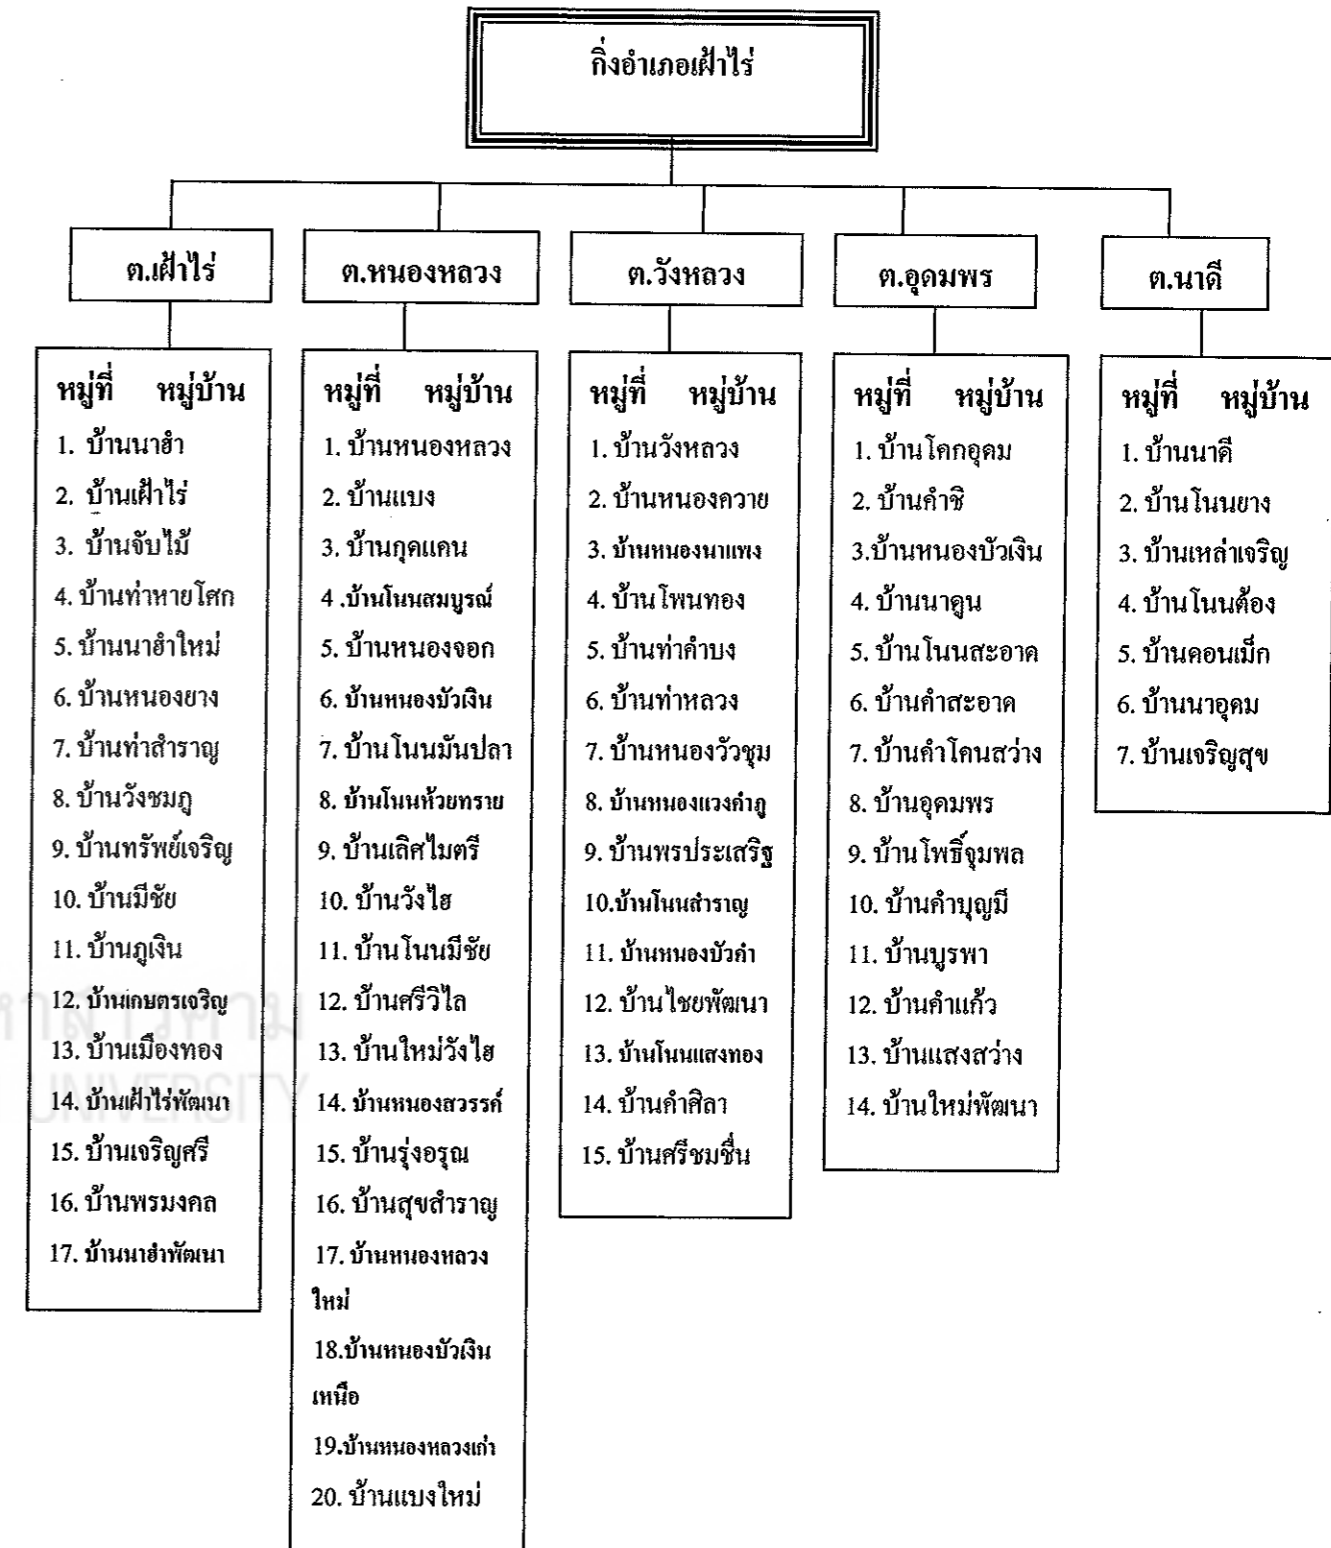 กิ่งอำเภอเฝ้าไร่
ต.เฝ้าไร่
หมู่ที่ หมู่บ้าน
1. บ้านนาฮำ
2. บ้านเฝ้าไร่
3. บ้านจับไม้
4. บ้านท่าหายโศก
5. บ้านนาฮำใหม่
6. บ้านหนองยาง
7. บ้านท่าสำราญ
8. บ้านวังชมภู
9. บ้านทรัพย์เจริญ
10. บ้านมีชัย
11. บ้านภูเงิน
12. บ้านเกษตรเจริญ
13. บ้านเมืองทอง
14. บ้านเฝ้าไร่พัฒนา
15. บ้านเจริญศรี
16. บ้านพรมงคล
17. บ้านนาฮำพัฒนา
ต.หนองหลวง
หมู่ที่ หมู่บ้าน
1. บ้านหนองหลวง
2. บ้านแบง
3. บ้านกุดแคน
4 .บ้านโนนสมบูรณ์
5. บ้านหนองจอก
6. บ้านหนองบัวเงิน
7. บ้านโนนมันปลา
8. บ้านโนนห้วยทราย
9. บ้านเลิศไมตรี
10. บ้านวังไฮ
11. บ้านโนนมีชัย
12. บ้านศรีวิไล
13. บ้านใหม่วังไฮ
14. บ้านหนองสวรรค์
15. บ้านรุ่งอรุณ
16. บ้านสุขสำราญ
17. บ้านหนองหลวง
ใหม่
18.บ้านหนองบัวเงิน
เหนือ
19.บ้านหนองหลวงเก่า
20. บ้านแบงใหม่
ต.วังหลวง
หมู่ที่ หมู่บ้าน
1. บ้านวังหลวง
2. บ้านหนองควาย
3. บ้านหนองนาแพง
4. บ้านโพนทอง
5. บ้านท่าคำบง
6. บ้านท่าหลวง
7. บ้านหนองวัวชุม
8. บ้านหนองแวงคำภู
9. บ้านพรประเสริฐ
10.บ้านโนนสำราญ
11. บ้านหนองบัวคำ
12. บ้านไชยพัฒนา
13. บ้านโนนแสงทอง
14. บ้านคำศิลา
15. บ้านศรีชมชื่น
ต.อุดมพร
หมู่ที่ หมู่บ้าน
1. บ้านโคกอุดม
2. บ้านคำชิ
3.บ้านหนองบัวเงิน
4. บ้านนาดูน
5. บ้านโนนสะอาด
6. บ้านคำสะอาด
7. บ้านคำโคนสว่าง
8. บ้านอุดมพร
9. บ้านโพธิ์จุมพล
10. บ้านคำบุญมี
11. บ้านบูรพา
12. บ้านคำแก้ว
13. บ้านแสงสว่าง
14. บ้านใหม่พัฒนา
ต.นาดี
หมู่ที่ หมู่บ้าน
1. บ้านนาดี
2. บ้านโนนยาง
3. บ้านเหล่าเจริญ
4. บ้านโนนต้อง
5. บ้านดอนเม็ก
6. บ้านนาอุดม
7. บ้านเจริญสุข
UNIVERSITY